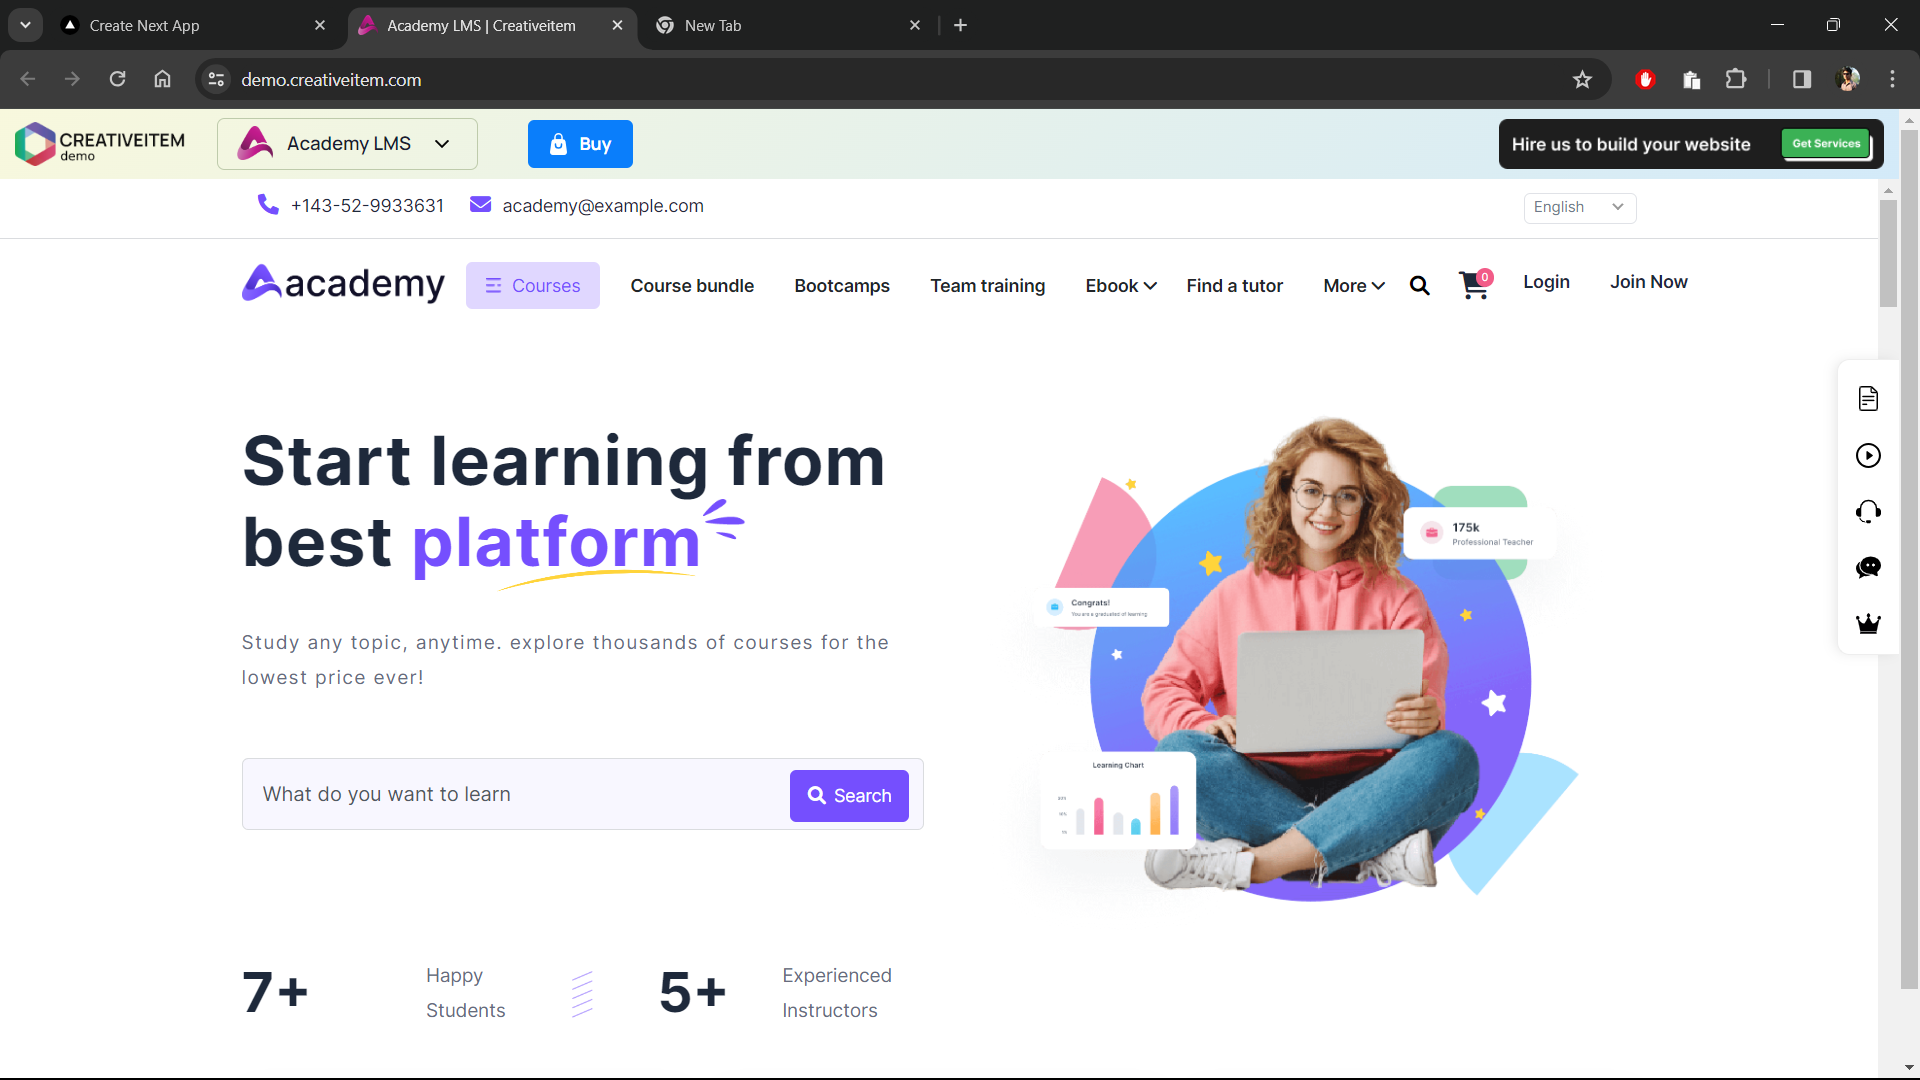 Create Next App
Academy LMS | Creativeitem
New Tab
demo.creativeitem.com
CREATIVEITEM
demo
Academy LMS
Buy
Hire us to build your website
Get Services
+143-52-9933631
academy@example.com
English
academy
Courses
Course bundle
Bootcamps
Team training
Ebook
Find a tutor
More
0
Login
Join Now
Start learning from
best platform
Study any topic, anytime. explore thousands of courses for the
lowest price ever!
What do you want to learn
Search
175k
Professional Teacher
Congrats!
You are a graduated of learning
Learning Chart
7+
Happy
Students
5+
Experienced
Instructors